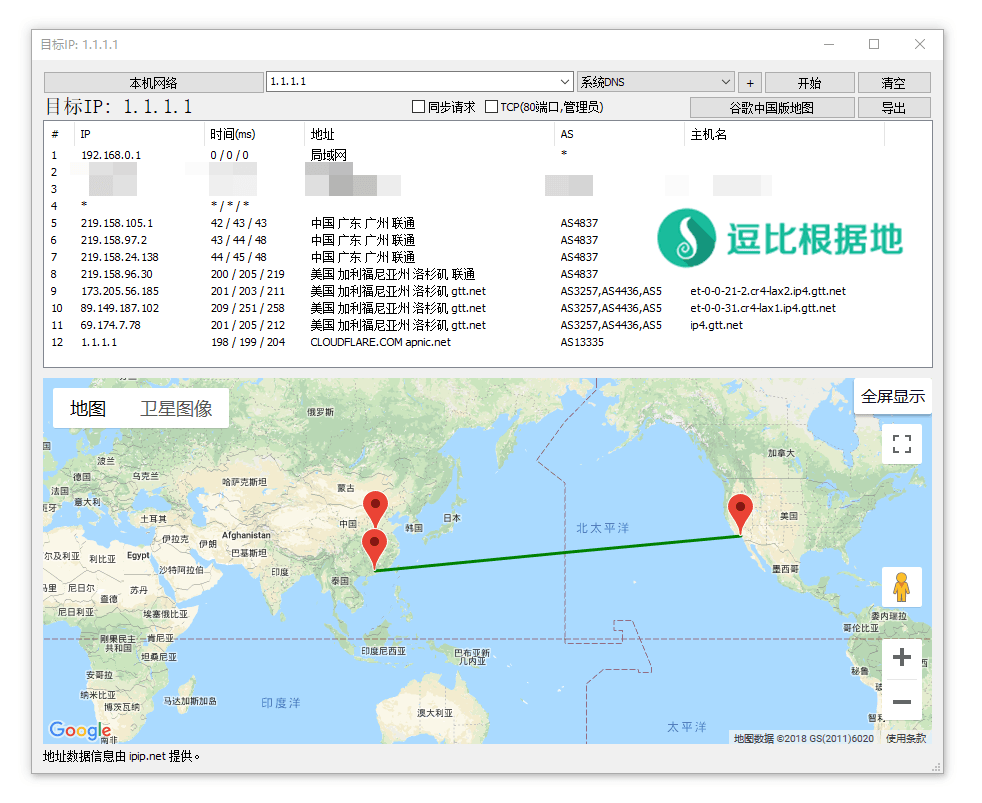 目标IP: 1.1.1.1
本机网络 1.1.1.1 系统DNS + 开始 清空
目标IP: 1.1.1.1 同步请求 TCP(80端口,管理员) 谷歌中国版地图 导出
# IP 时间(ms) 地址 AS 主机名
1 192.168.0.1 0 / 0 / 0 局域网 *
2
3
4 * * / * / *
5 219.158.105.1 42 / 43 / 43 中国 广东 广州 联通 AS4837
6 219.158.97.2 43 / 44 / 48 中国 广东 广州 联通 AS4837
7 219.158.24.138 44 / 45 / 48 中国 广东 广州 联通 AS4837
8 219.158.96.30 200 / 205 / 219 美国 加利福尼亚州 洛杉矶 联通 AS4837
9 173.205.56.185 201 / 203 / 211 美国 加利福尼亚州 洛杉矶 gtt.net AS3257,AS4436,AS5 et-0-0-21-2.cr4-lax2.ip4.gtt.net
10 89.149.187.102 209 / 251 / 258 美国 加利福尼亚州 洛杉矶 gtt.net AS3257,AS4436,AS5 et-0-0-31.cr4-lax1.ip4.gtt.net
11 69.174.7.78 201 / 205 / 212 美国 加利福尼亚州 洛杉矶 gtt.net AS3257,AS4436,AS5 ip4.gtt.net
12 1.1.1.1 198 / 199 / 204 CLOUDFLARE.COM apnic.net AS13335
逗比根据地
地图 卫星图像 全屏显示
俄罗斯
加拿大
波兰
德国 乌克兰
法国 哈萨克斯坦
意大利 蒙古
美国
土耳其 中国 韩国 日本
北太平洋
伊拉克 伊朗 Afghanistan
尔及利亚 利比亚 Egypt 巴基斯坦
沙特阿拉伯 印度 泰国 墨西哥
马里 尼日尔 乍得 苏丹
尼日利亚 埃塞俄比亚 委内瑞拉
哥伦比亚
刚果民主
共和国 肯尼亚
坦桑尼亚 印度尼西亚 巴布亚新
几内亚
安哥拉 秘鲁
纳米比亚 博茨瓦纳 马达加斯加岛
印度洋 澳大利亚 太平洋
Google 南非
地图数据 ©2018 GS(2011)6020 使用条款
地址数据信息由 ipip.net 提供。